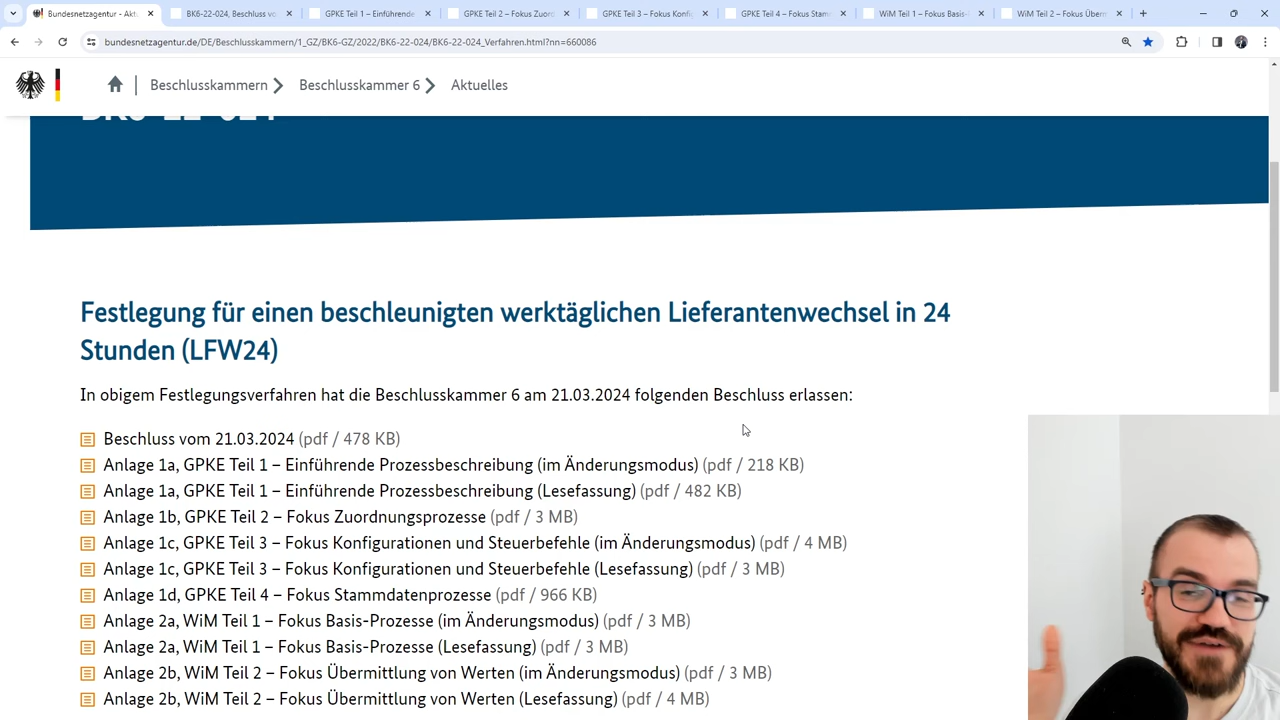 Bundesnetzagentur - Akt
BK6-22-024, Beschluss vo
GPKE Teil 1 – Einführende
GPKE Teil 2 – Fokus Zuord
GPKE Teil 3 – Fokus Konfig
GPKE Teil 4 – Fokus Stamm
WiM Teil 1 – Fokus Basis-
WiM Teil 2 – Fokus Überm
bundesnetzagentur.de/DE/Beschlusskammern/1_GZ/BK6-GZ/2022/BK6-22-024/BK6-22-024_Verfahren.html?nn=660086
Beschlusskammern
Beschlusskammer 6
Aktuelles
BK6-22-024
Festlegung für einen beschleunigten werktäglichen Lieferantenwechsel in 24
Stunden (LFW24)
In obigem Festlegungsverfahren hat die Beschlusskammer 6 am 21.03.2024 folgenden Beschluss erlassen:
Beschluss vom 21.03.2024 (pdf / 478 KB)
Anlage 1a, GPKE Teil 1 – Einführende Prozessbeschreibung (im Änderungsmodus) (pdf / 218 KB)
Anlage 1a, GPKE Teil 1 – Einführende Prozessbeschreibung (Lesefassung) (pdf / 482 KB)
Anlage 1b, GPKE Teil 2 – Fokus Zuordnungsprozesse (pdf / 3 MB)
Anlage 1c, GPKE Teil 3 – Fokus Konfigurationen und Steuerbefehle (im Änderungsmodus) (pdf / 4 MB)
Anlage 1c, GPKE Teil 3 – Fokus Konfigurationen und Steuerbefehle (Lesefassung) (pdf / 3 MB)
Anlage 1d, GPKE Teil 4 – Fokus Stammdatenprozesse (pdf / 966 KB)
Anlage 2a, WiM Teil 1 – Fokus Basis-Prozesse (im Änderungsmodus) (pdf / 3 MB)
Anlage 2a, WiM Teil 1 – Fokus Basis-Prozesse (Lesefassung) (pdf / 3 MB)
Anlage 2b, WiM Teil 2 – Fokus Übermittlung von Werten (im Änderungsmodus) (pdf / 3 MB)
Anlage 2b, WiM Teil 2 – Fokus Übermittlung von Werten (Lesefassung) (pdf / 4 MB)